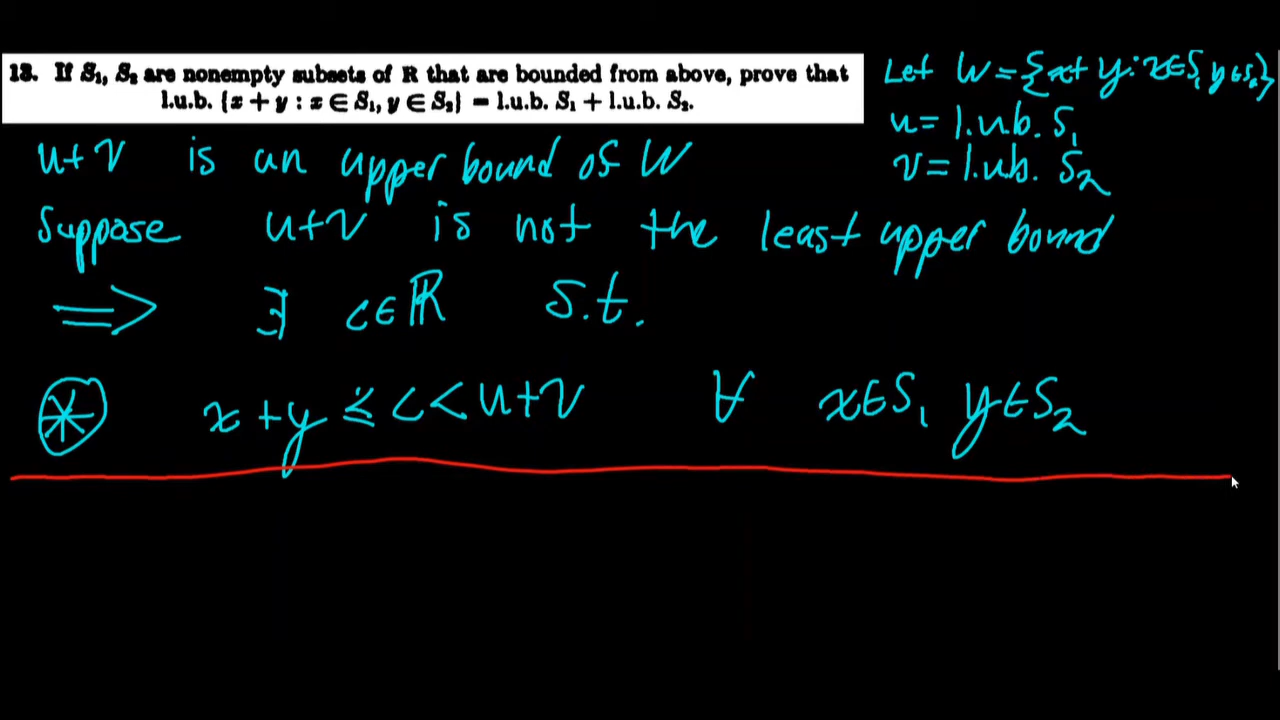 13. If S₁, S₂ are nonempty subsets of R that are bounded from above, prove that
l.u.b. {x + y : x ∈ S₁, y ∈ S₂} = l.u.b. S₁ + l.u.b. S₂.
Let W = {x + y : x ∈ S₁, y ∈ S₂}
u = l.u.b. S₁
v = l.u.b. S₂
u+v is an upper bound of W
Suppose u+v is not the least upper bound
⟹ ∃ c∈ℝ s.t.
⊛ x + y ≤ c < u+v ∀ x∈S₁ y∈S₂